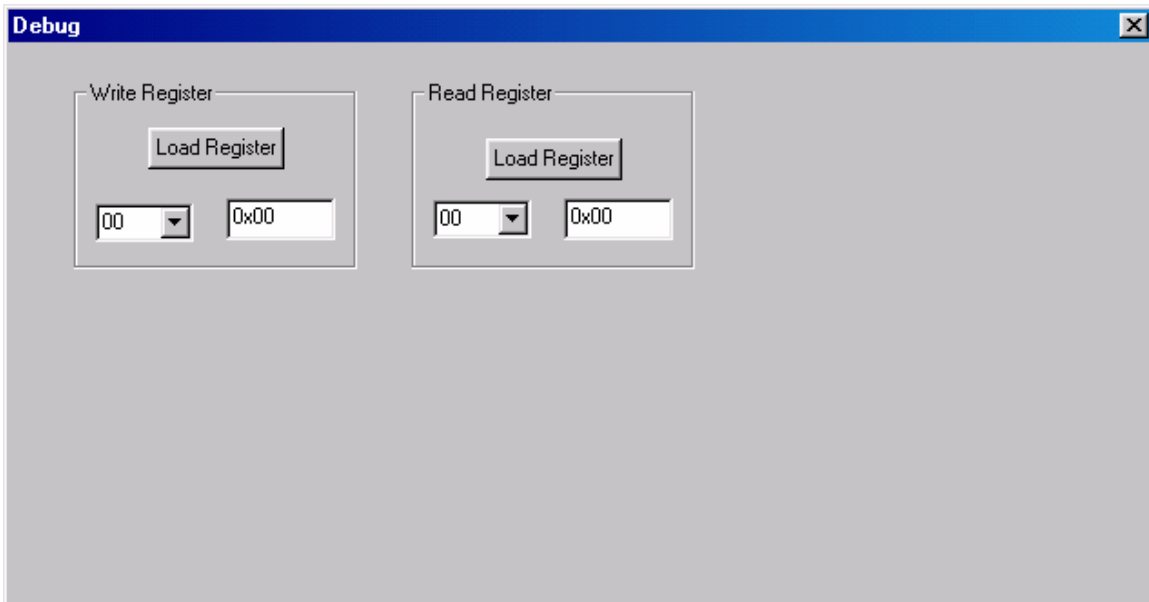 Debug
Write Register
Load Register
00
0x00
Read Register
Load Register
00
0x00